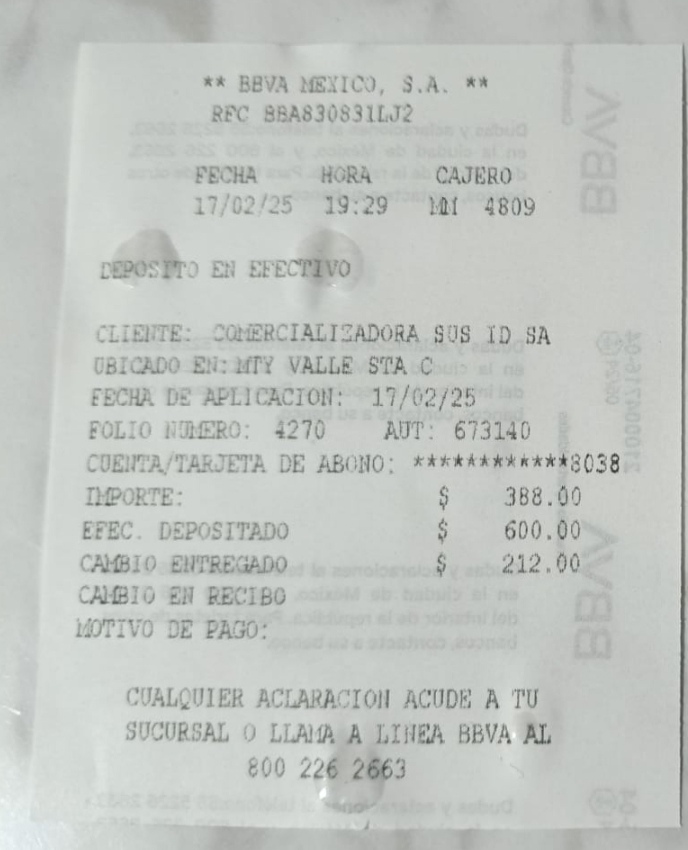 ** BBVA MEXICO, S.A. **
RFC BBA830831LJ2
FECHA HORA CAJERO
17/02/25 19:29 MM 4809
DEPOSITO EN EFECTIVO
CLIENTE: COMERCIALIZADORA SUS ID SA
UBICADO EN: MTY VALLE STA C
FECHA DE APLICACION: 17/02/25
FOLIO NUMERO: 4270 AUT: 673140
CUENTA/TARJETA DE ABONO: ************8038
IMPORTE: $ 388.00
EFEC. DEPOSITADO $ 600.00
CAMBIO ENTREGADO $ 212.00
CAMBIO EN RECIBO
MOTIVO DE PAGO:
CUALQUIER ACLARACION ACUDE A TU
SUCURSAL O LLAMA A LINEA BBVA AL
800 226 2663
BBVA
BBVA